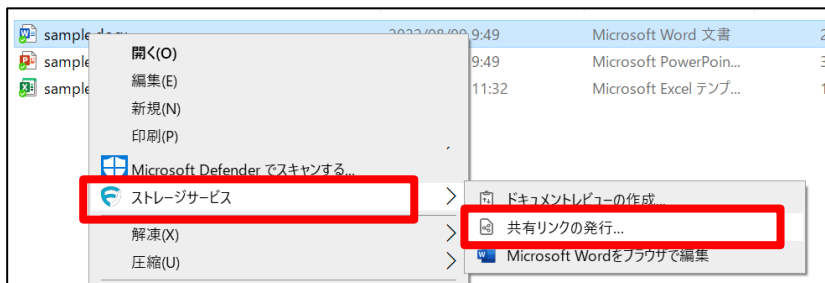 sample.docx 2022/08/09 9:49 Microsoft Word 文書 2
sample 9:49 Microsoft PowerPoin... 3
sample 11:32 Microsoft Excel テンプ... 1
開く(O)
編集(E)
新規(N)
印刷(P)
Microsoft Defender でスキャンする...
ストレージサービス
解凍(X)
圧縮(U)
ドキュメントレビューの作成...
共有リンクの発行...
Microsoft Wordをブラウザで編集